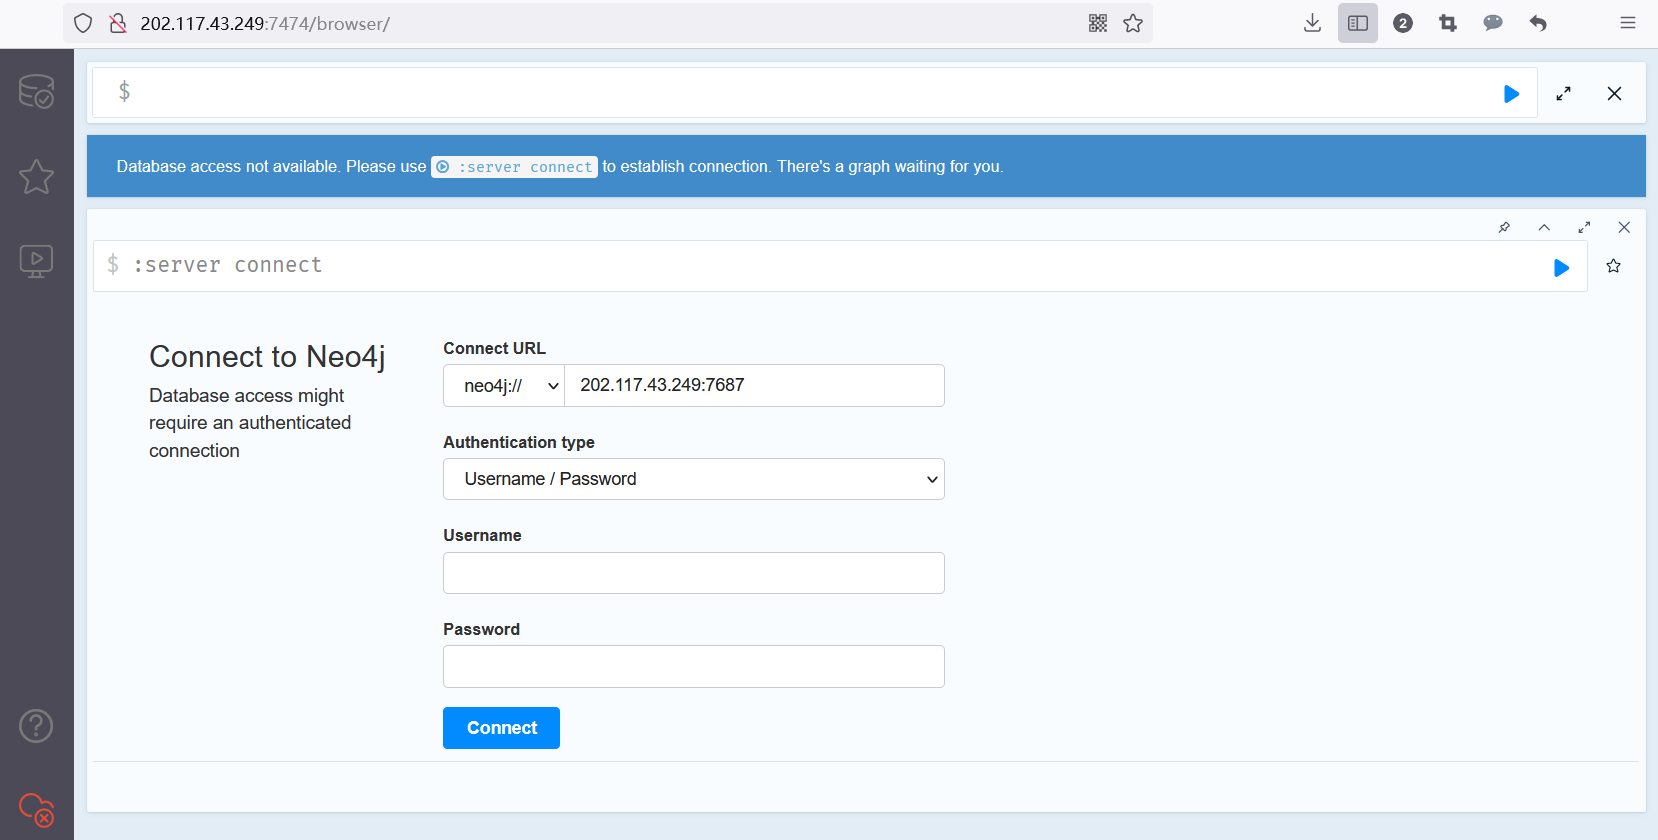 202.117.43.249:7474/browser/
2
$
Database access not available. Please use :server connect to establish connection. There's a graph waiting for you.
$ :server connect
Connect to Neo4j
Database access might
require an authenticated
connection
Connect URL
neo4j:// 202.117.43.249:7687
Authentication type
Username / Password
Username
Password
Connect